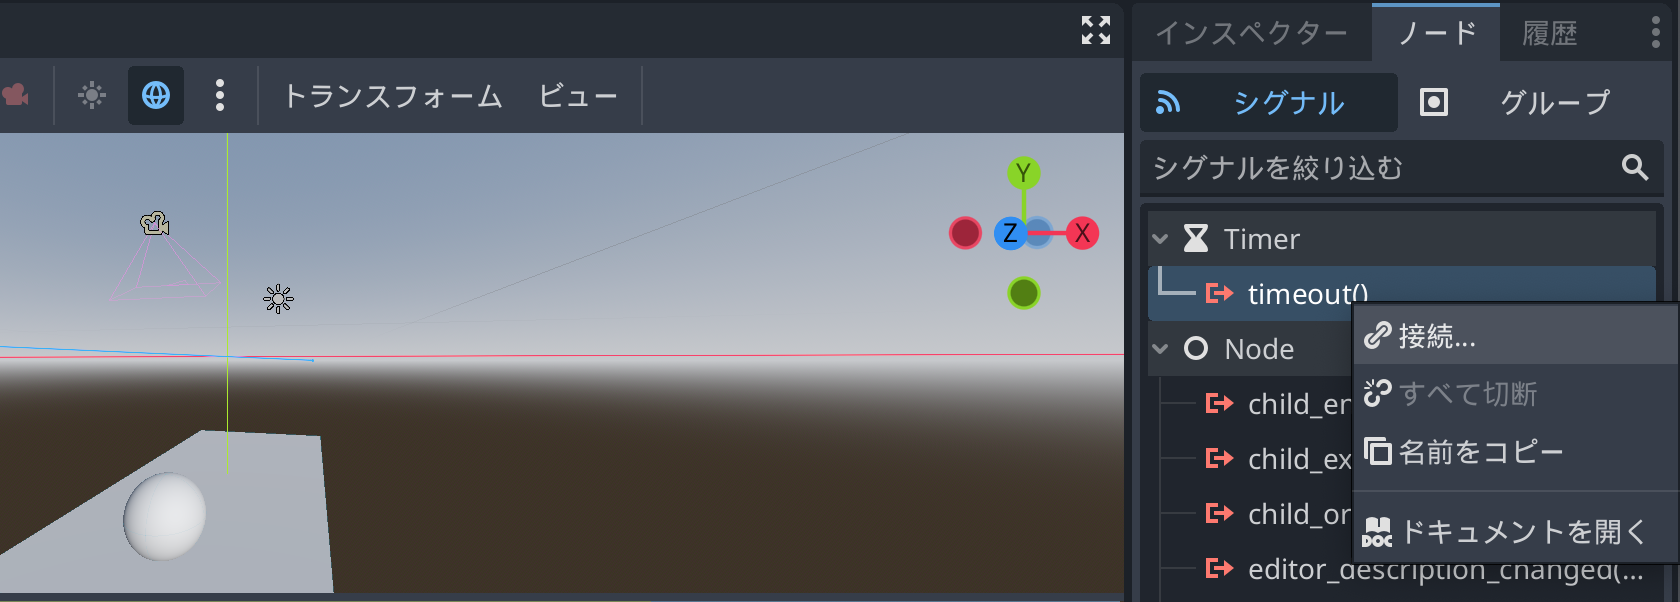 インスペクター
ノード
履歴
トランスフォーム
ビュー
シグナル
グループ
シグナルを絞り込む
Y
Z
X
Timer
timeout()
接続...
Node
すべて切断
child_en
名前をコピー
child_ex
child_or
ドキュメントを開く
DOC
editor_description_changed(...